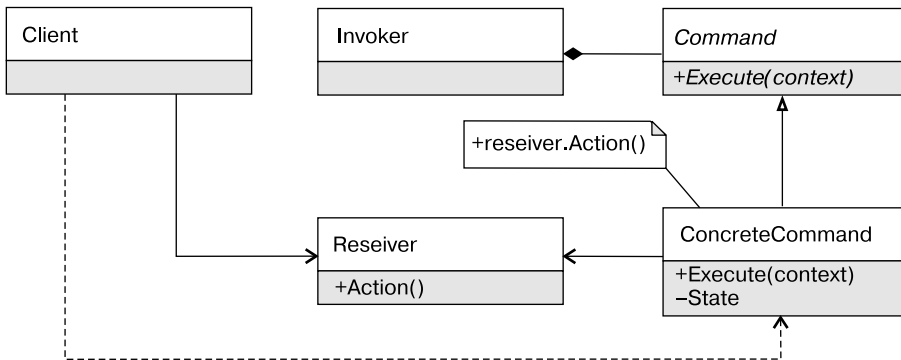 Client
Invoker
Command
+Execute(context)
+reseiver.Action()
Reseiver
+Action()
ConcreteCommand
+Execute(context)
–State